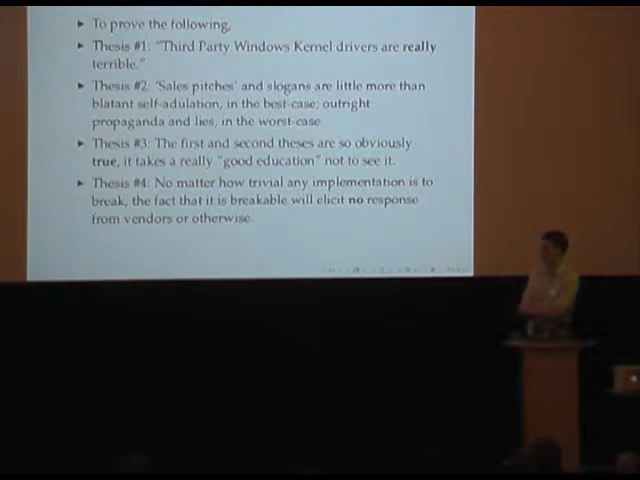 To prove the following,
Thesis #1: "Third Party Windows Kernel drivers are really
terrible."
Thesis #2: 'Sales pitches' and slogans are little more than
blatant self-adulation, in the best-case; outright
propaganda and lies, in the worst-case
Thesis #3: The first and second theses are so obviously
true, it takes a really "good education" not to see it.
Thesis #4: No matter how trivial any implementation is to
break, the fact that it is breakable will elicit no response
from vendors or otherwise.